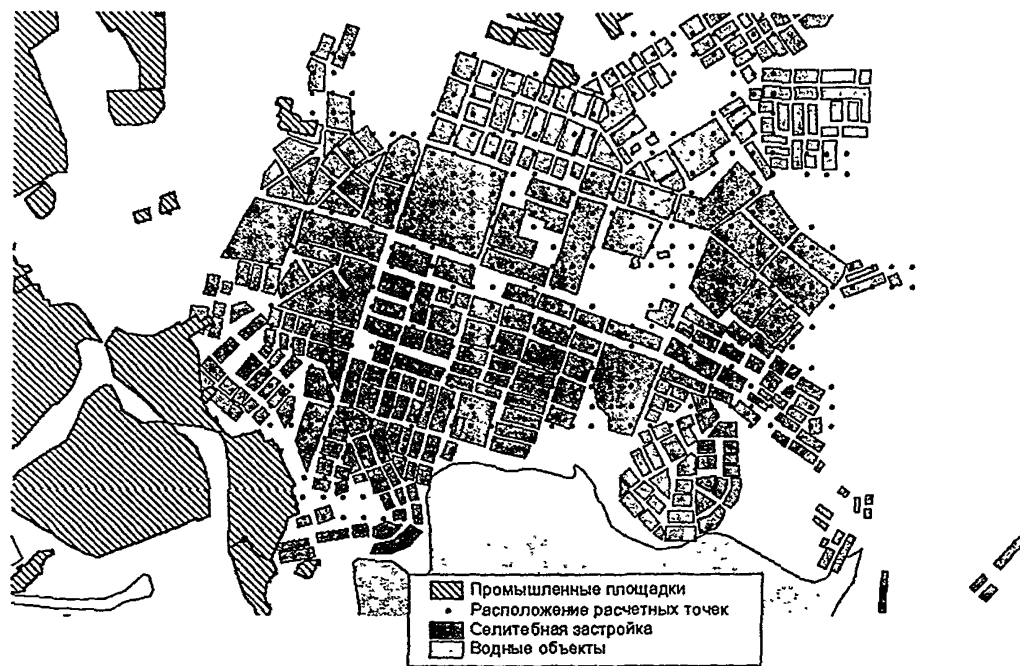 Промышленные площадки
Расположение расчетных точек
Селитебная застройка
Водные объекты